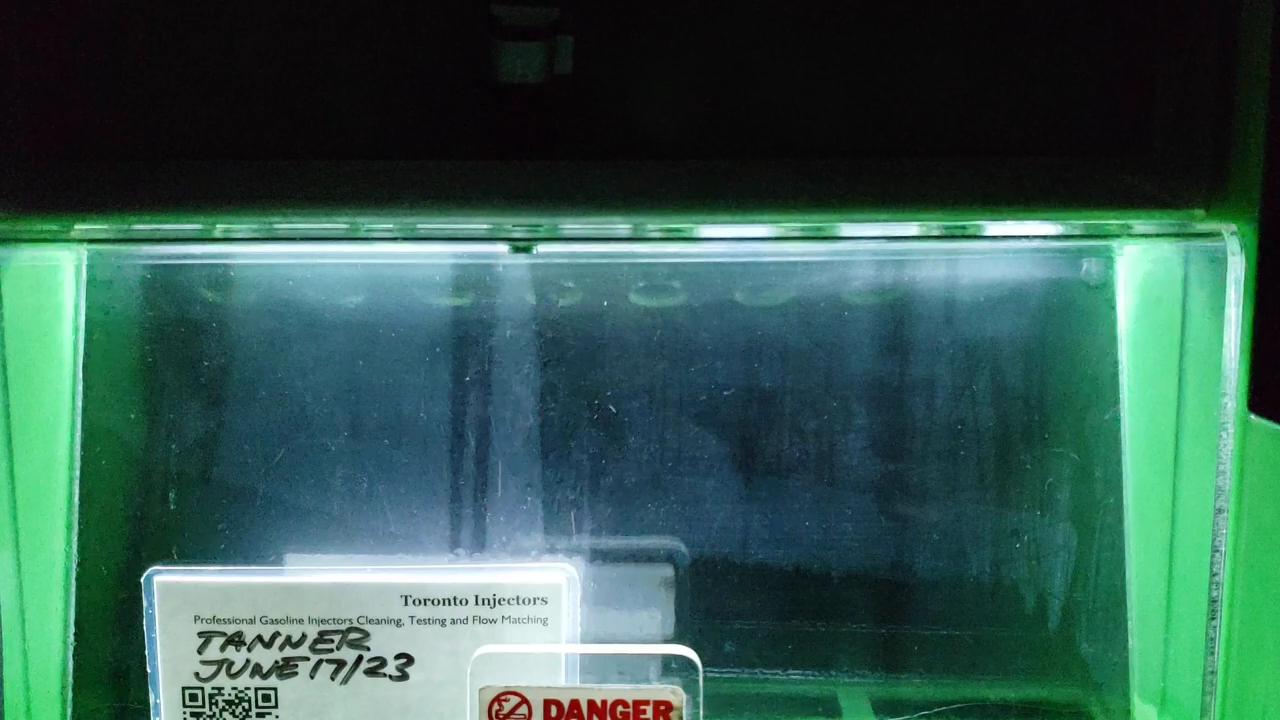 Toronto Injectors
Professional Gasoline Injectors Cleaning, Testing and Flow Matching
TANNER
JUNE 17/23
DANGER